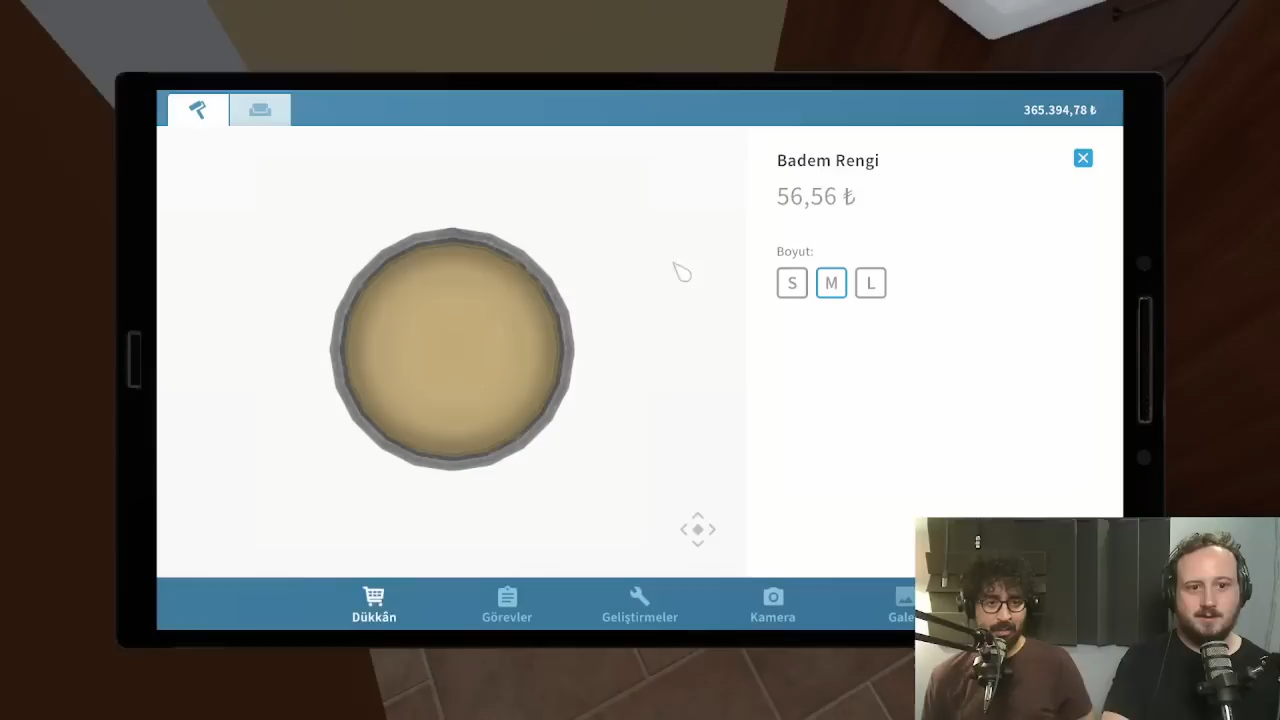 365.394,78 ₺
Badem Rengi
56,56 ₺
Boyut:
S M L
Dükkân Görevler Geliştirmeler Kamera Gale